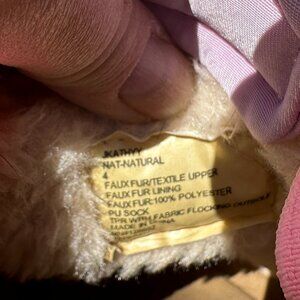 JKATHYY
NAT-NATURAL
4
FAUX FUR/TEXTILE UPPER
FAUX FUR LINING
FAUX FUR:100% POLYESTER
PU SOCK
TPR WITH FABRIC FLOCKING OUTSOLE
MADE IN CHINA